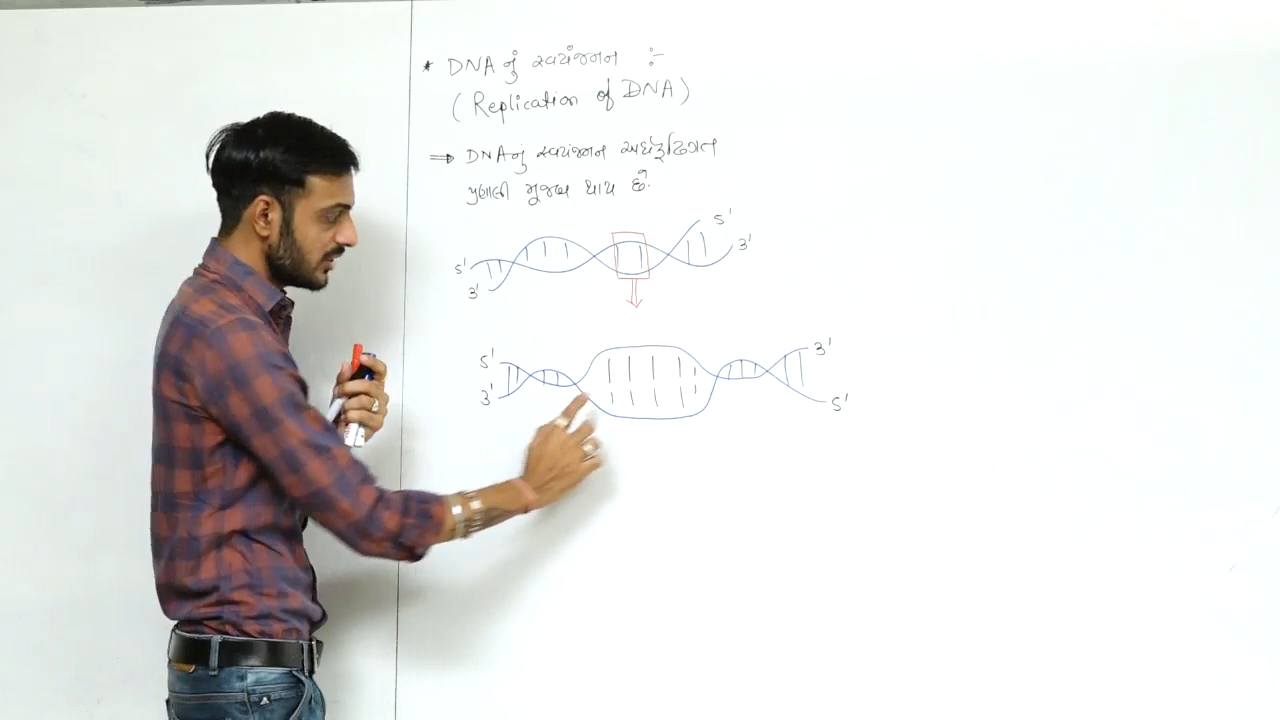 * DNA નું સ્વયંજનન :-
(Replication of DNA)
⇒ DNA નું સ્વયંજનન અર્ધરૂઢિગત
પ્રણાલી મુજબ થાય છે.
5'
3'
5'
3'
5'
3'
3'
5'